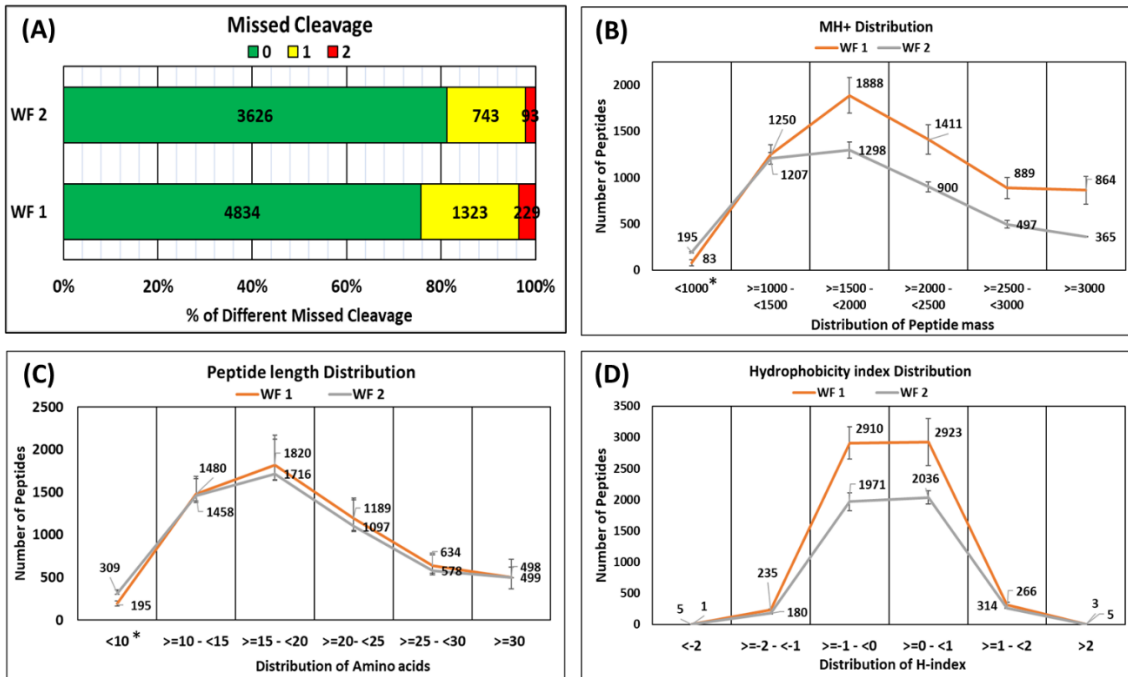 (A)
Missed Cleavage
0 1 2
WF 2
3626 743 93
WF 1
4834 1323 229
0% 20% 40% 60% 80% 100%
% of Different Missed Cleavage
(B)
MH+ Distribution
WF 1 WF 2
Number of Peptides
2000
1500
1000
500
0
195
83
1250
1207
1888
1298
1411
900
889
497
864
365
<1000* >=1000 - <1500 >=1500 - <2000 >=2000 - <2500 >=2500 - <3000 >=3000
Distribution of Peptide mass
(C)
Peptide length Distribution
WF 1 WF 2
Number of Peptides
2500
2000
1500
1000
500
0
309
195
1480
1458
1820
1716
1189
1097
634
578
498
499
<10 * >=10 - <15 >=15 - <20 >=20- <25 >=25 - <30 >=30
Distribution of Amino acids
(D)
Hydrophobicity index Distribution
WF 1 WF 2
Number of Peptides
3500
3000
2500
2000
1500
1000
500
0
5
1
235
180
2910
1971
2923
2036
266
314
3
5
<-2 >=-2 - <-1 >=-1 - <0 >=0 - <1 >=1 - <2 >2
Distribution of H-index